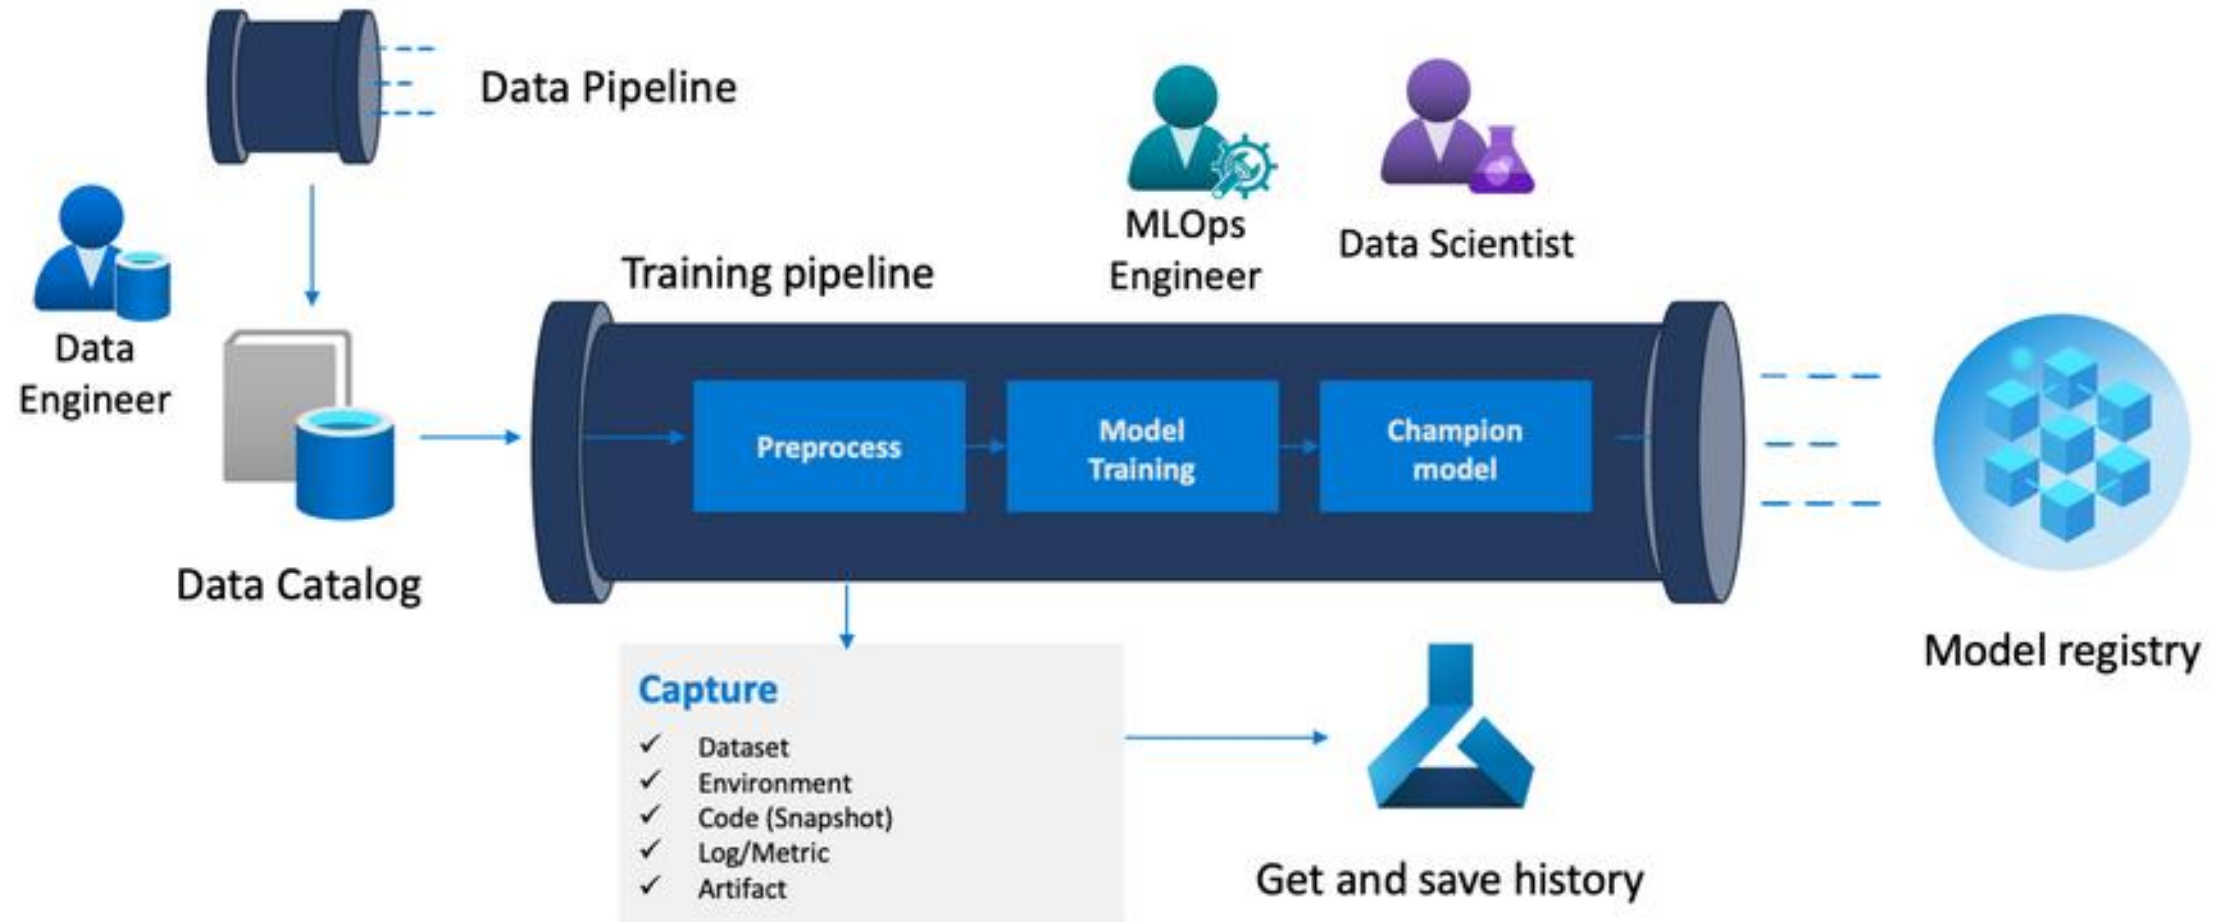 Data Pipeline
MLOps
Engineer
Data Scientist
Data
Engineer
Training pipeline
Preprocess
Model
Training
Champion
model
Data Catalog
Model registry
Capture
✓ Dataset
✓ Environment
✓ Code (Snapshot)
✓ Log/Metric
✓ Artifact
Get and save history